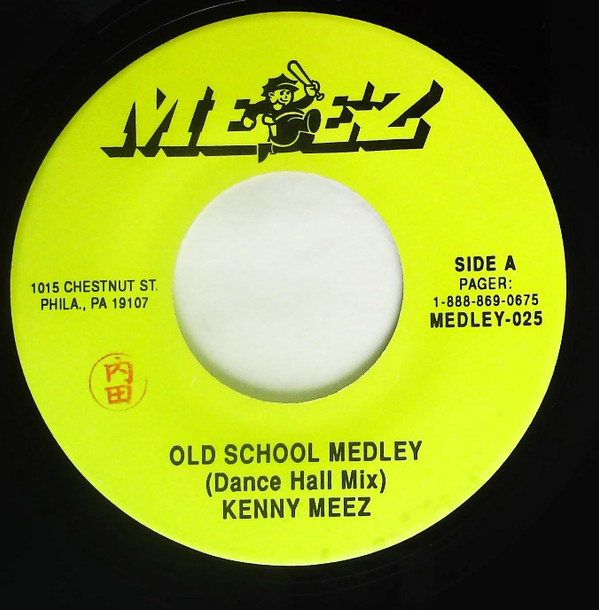 MEEZ
1015 CHESTNUT ST.
PHILA., PA 19107
SIDE A
PAGER:
1-888-869-0675
MEDLEY-025
内田
OLD SCHOOL MEDLEY
(Dance Hall Mix)
KENNY MEEZ